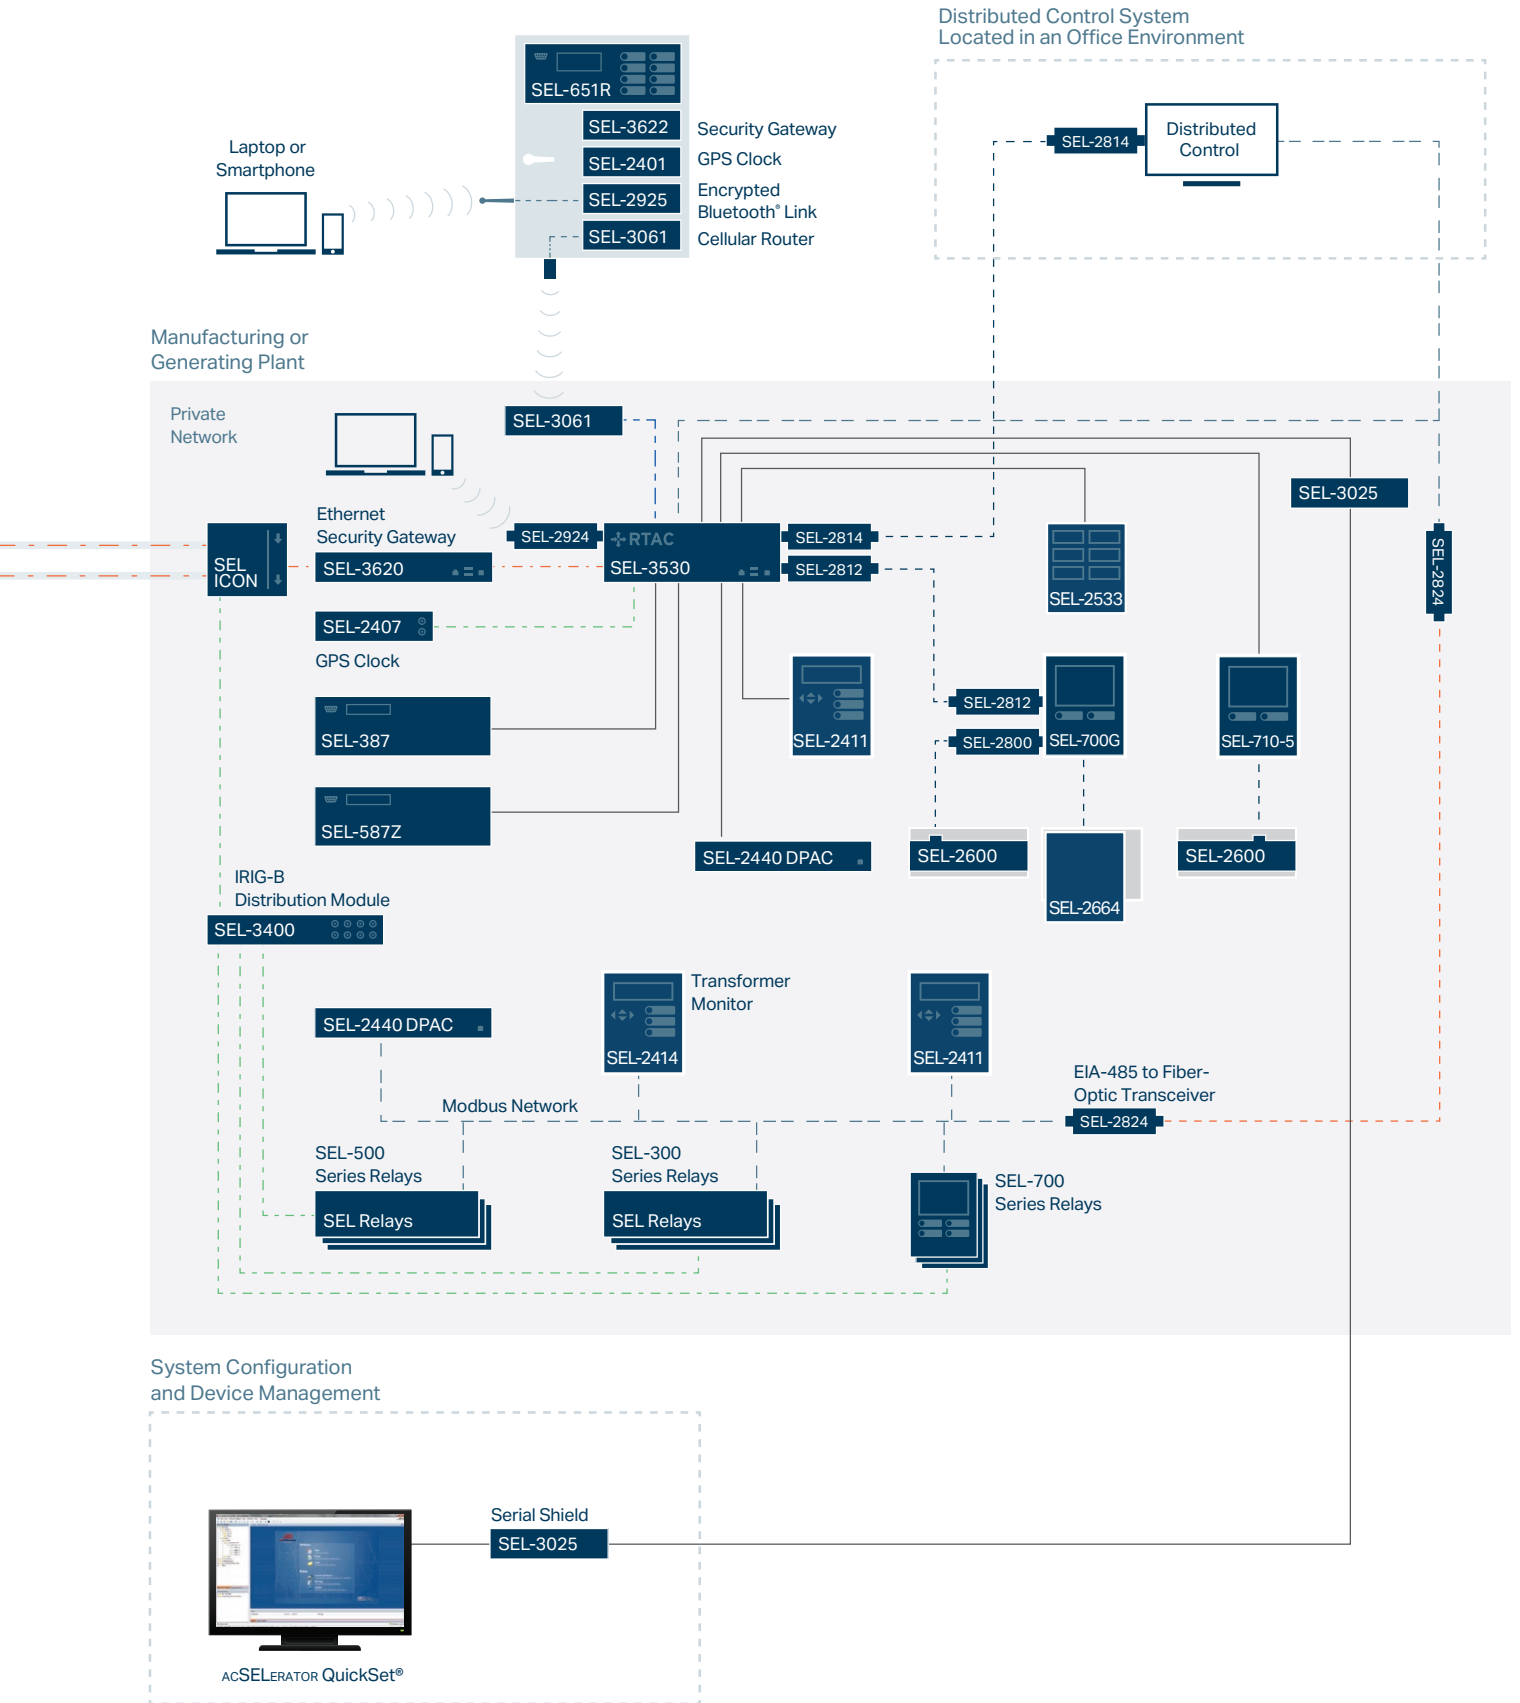 Distributed Control System
Located in an Office Environment
SEL-651R
SEL-3622
Security Gateway
SEL-2401
GPS Clock
SEL-2925
Encrypted
Bluetooth® Link
SEL-3061
Cellular Router
Laptop or
Smartphone
SEL-2814
Distributed
Control
Manufacturing or
Generating Plant
Private
Network
SEL-3061
SEL-3025
Ethernet
Security Gateway
SEL-2924
RTAC
SEL-3530
SEL-2814
SEL-2812
SEL
ICON
SEL-3620
SEL-2533
SEL-2824
SEL-2407
GPS Clock
SEL-387
SEL-2411
SEL-2812
SEL-2800
SEL-700G
SEL-710-5
SEL-587Z
SEL-2440 DPAC
SEL-2600
SEL-2664
SEL-2600
IRIG-B
Distribution Module
SEL-3400
SEL-2440 DPAC
SEL-2414
Transformer
Monitor
SEL-2411
EIA-485 to Fiber-
Optic Transceiver
Modbus Network
SEL-2824
SEL-500
Series Relays
SEL Relays
SEL-300
Series Relays
SEL Relays
SEL-700
Series Relays
System Configuration
and Device Management
Serial Shield
SEL-3025
ACSELERATOR QuickSet®